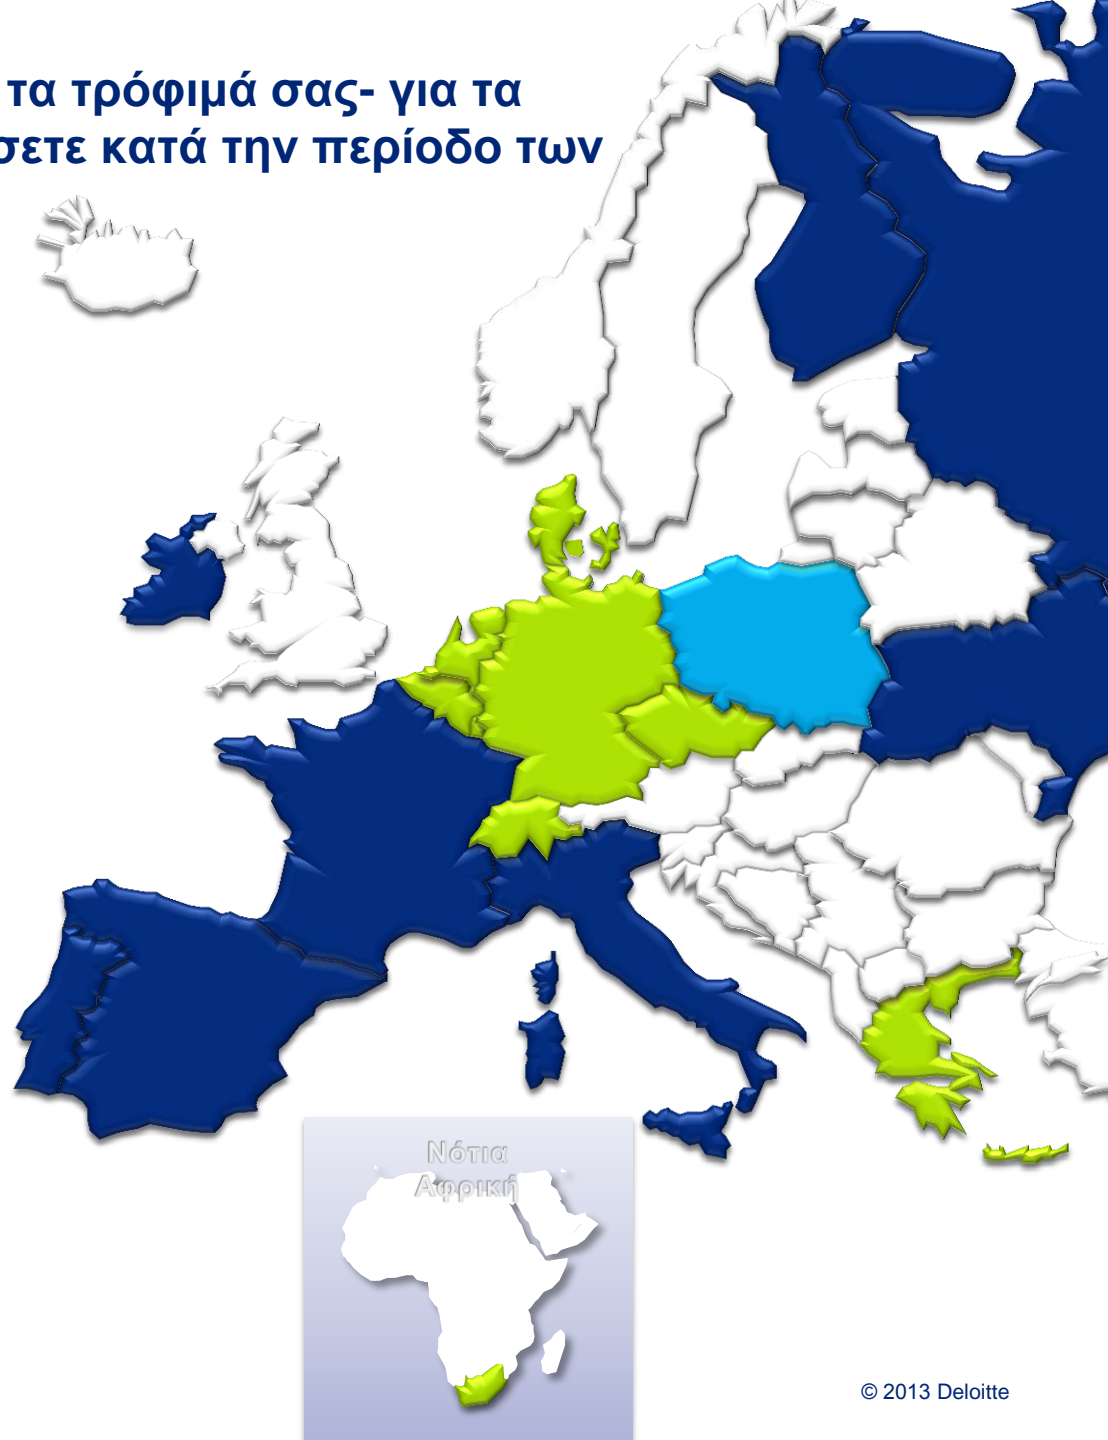 τα τρόφιμά σας- για τα
σετε κατά την περίοδο των
Νότια
Αφρική
© 2013 Deloitte